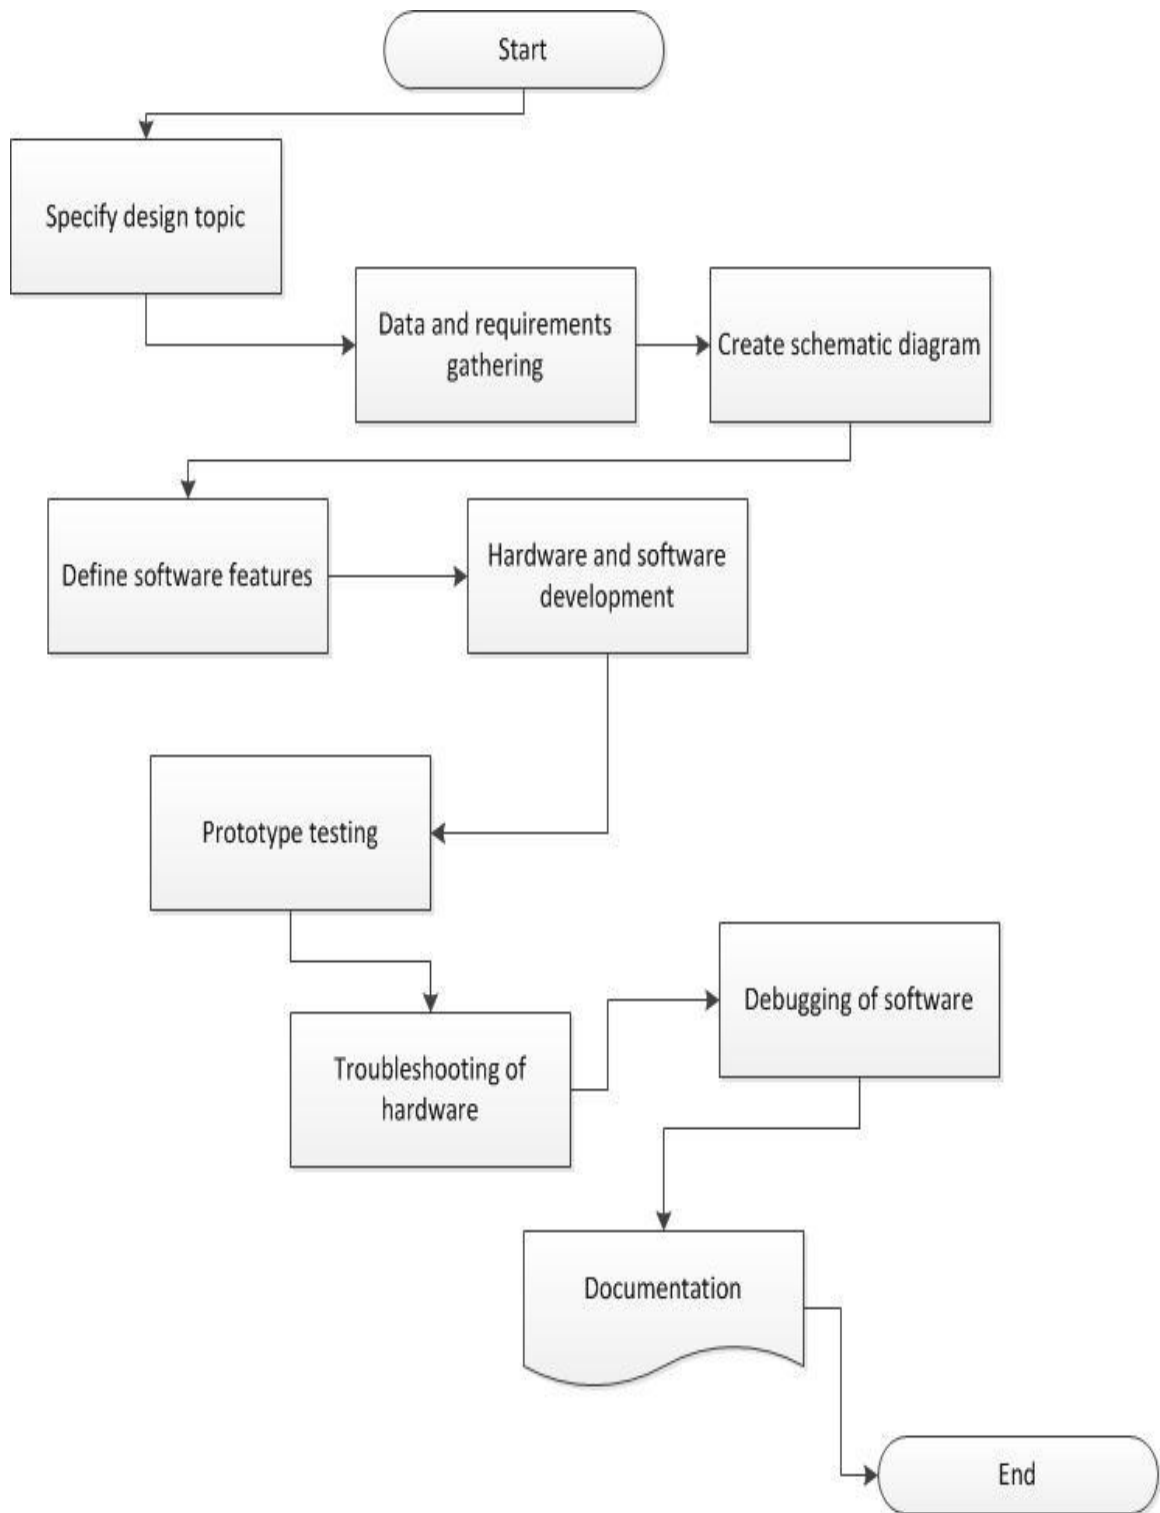 Start
Specify design topic
Data and requirements
gathering
Create schematic diagram
Define software features
Hardware and software
development
Prototype testing
Troubleshooting of
hardware
Debugging of software
Documentation
End